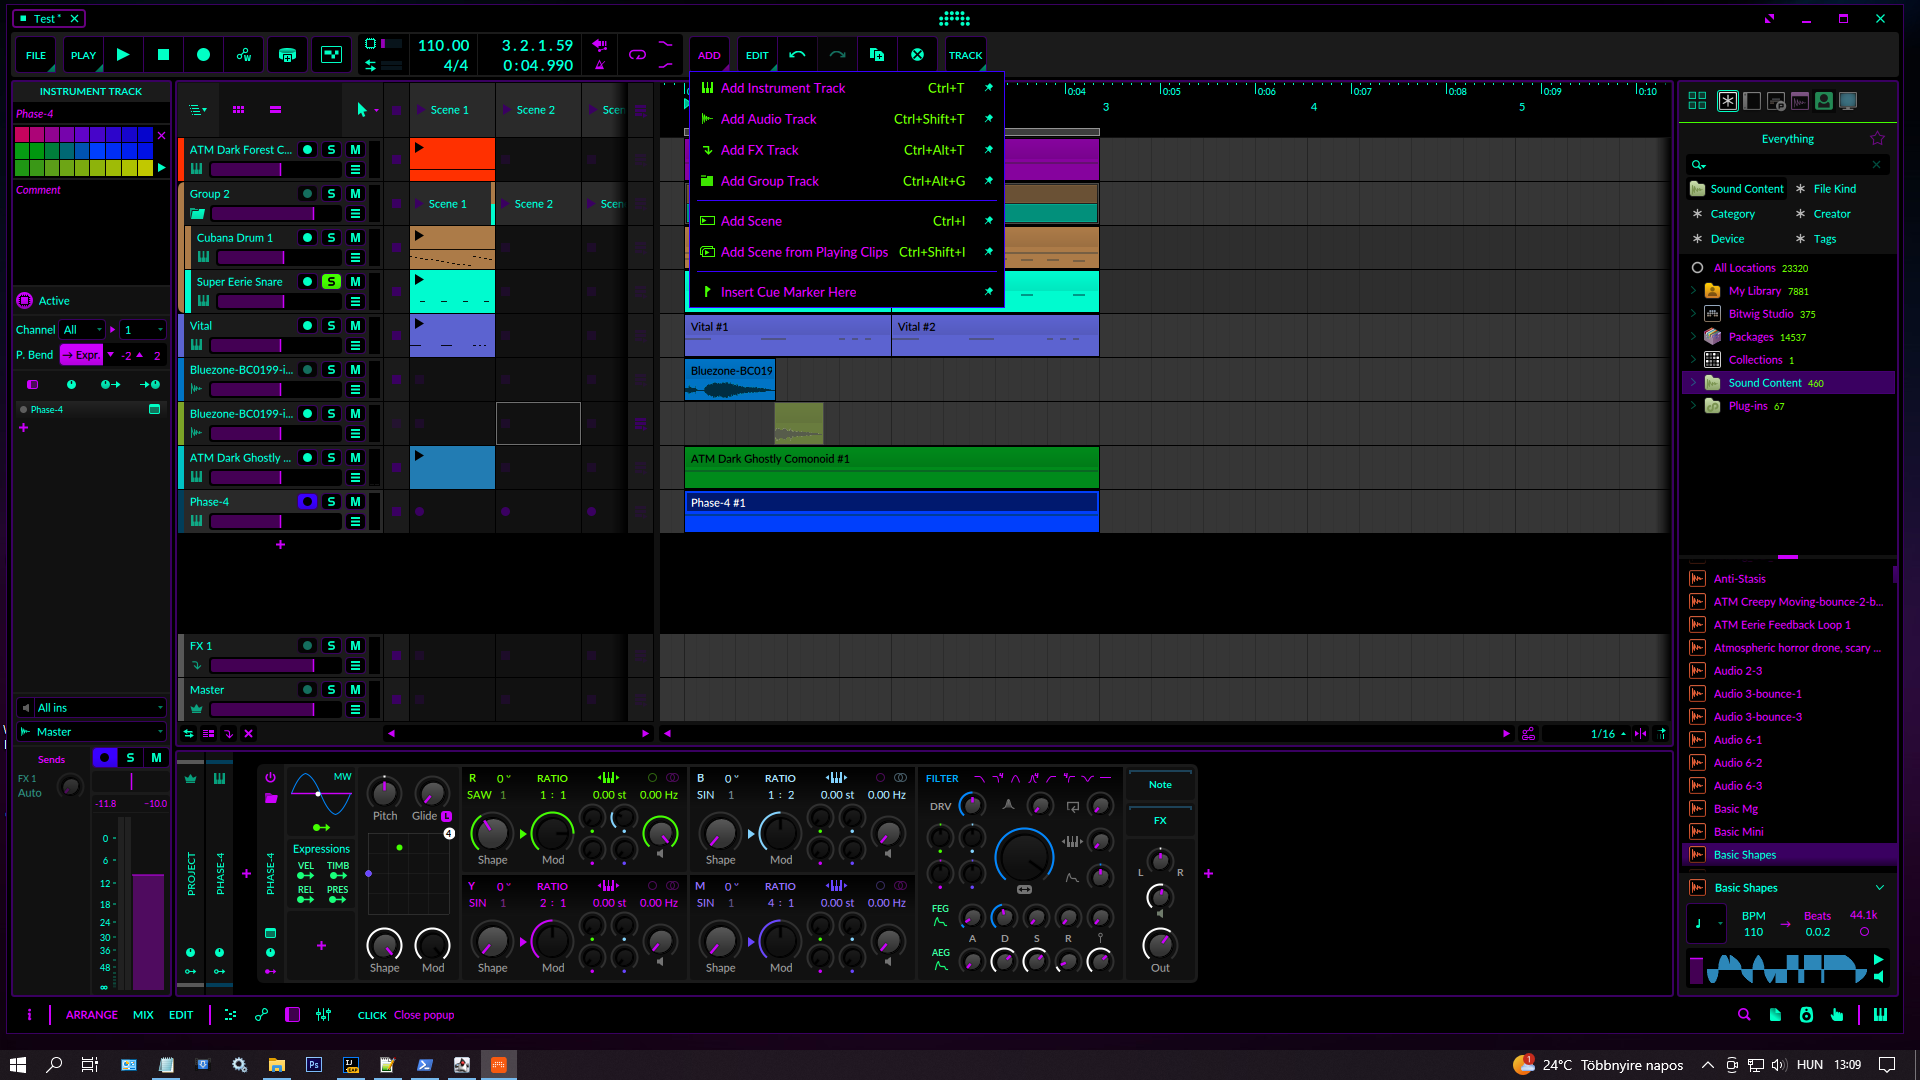 Test *
FILE
PLAY
110.00
4/4
3.2.1.59
0:04.990
ADD
EDIT
TRACK
INSTRUMENT TRACK
Phase-4
Comment
Active
Channel All 1
P. Bend Expr. -2 2
Phase-4
All ins
Master
Sends
FX 1
Auto
S M
-11.8 -10.0
0
6
12
18
24
30
36
48
∞
Scene 1 Scene 2 Scen
ATM Dark Forest C... S M
Group 2 S M
Scene 1 Scene 2 Scen
Cubana Drum 1 S M
Super Eerie Snare S M
Vital S M
Bluezone-BC0199-i... S M
Bluezone-BC0199-i... S M
ATM Dark Ghostly ... S M
Phase-4 S M
FX 1 S M
Master S M
Add Instrument Track Ctrl+T
Add Audio Track Ctrl+Shift+T
Add FX Track Ctrl+Alt+T
Add Group Track Ctrl+Alt+G
Add Scene Ctrl+I
Add Scene from Playing Clips Ctrl+Shift+I
Insert Cue Marker Here
0:04 0:05 0:06 0:07 0:08 0:09 0:10
3 4 5
Vital #1
Vital #2
Bluezone-BC019
ATM Dark Ghostly Comonoid #1
Phase-4 #1
1/16
Everything
Sound Content File Kind
Category Creator
Device Tags
All Locations 23320
My Library 7881
Bitwig Studio 375
Packages 14537
Collections 1
Sound Content 460
Plug-ins 67
Anti-Stasis
ATM Creepy Moving-bounce-2-b...
ATM Eerie Feedback Loop 1
Atmospheric horror drone, scary ...
Audio 2-3
Audio 3-bounce-1
Audio 3-bounce-3
Audio 6-1
Audio 6-2
Audio 6-3
Basic Mg
Basic Mini
Basic Shapes
Basic Shapes
BPM
110
Beats
0.0.2
44.1k
PROJECT
PHASE-4
PHASE-4
MW
Expressions
VEL TIMB
REL PRES
Pitch Glide L
4
Shape Mod
R 0 RATIO
SAW 1 1 : 1 0.00 st 0.00 Hz
Shape Mod
B 0 RATIO
SIN 1 1 : 2 0.00 st 0.00 Hz
Shape Mod
Y 0 RATIO
SIN 1 2 : 1 0.00 st 0.00 Hz
Shape Mod
M 0 RATIO
SIN 1 4 : 1 0.00 st 0.00 Hz
Shape Mod
FILTER
DRV
FEG
A D S R
AEG
Note
FX
L R
Out
ARRANGE MIX EDIT
CLICK Close popup
Ps
IJ
EAP
24°C Többnyire napos
HUN 13:09